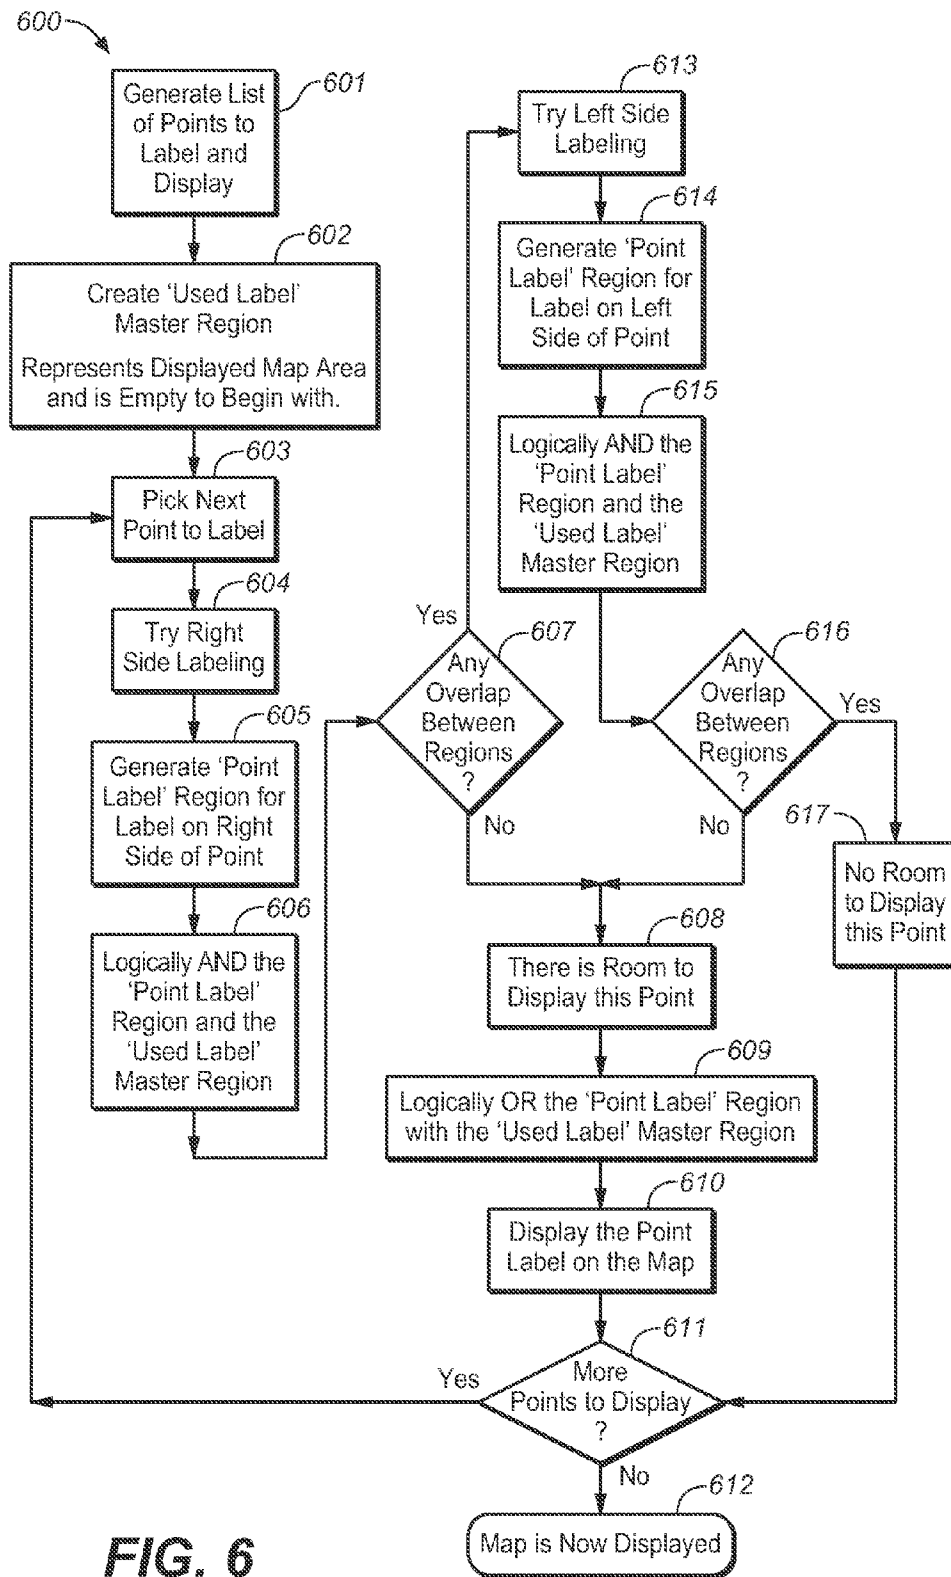 600
601
Generate List
of Points to
Label and
Display
602
Create ‘Used Label’
Master Region
Represents Displayed Map Area
and is Empty to Begin with.
603
Pick Next
Point to Label
604
Try Right
Side Labeling
605
Generate ‘Point
Label’ Region for
Label on Right
Side of Point
606
Logically AND the
‘Point Label’
Region and the
‘Used Label’
Master Region
607
Any
Overlap
Between
Regions
?
Yes
No
613
Try Left Side
Labeling
614
Generate ‘Point
Label’ Region for
Label on Left
Side of Point
615
Logically AND the
‘Point Label’
Region and the
‘Used Label’
Master Region
616
Any
Overlap
Between
Regions
?
Yes
No
617
No Room
to Display
this Point
608
There is Room to
Display this Point
609
Logically OR the ‘Point Label’ Region
with the ‘Used Label’ Master Region
610
Display the Point
Label on the Map
611
More
Points to Display
?
Yes
No
612
Map is Now Displayed
FIG. 6